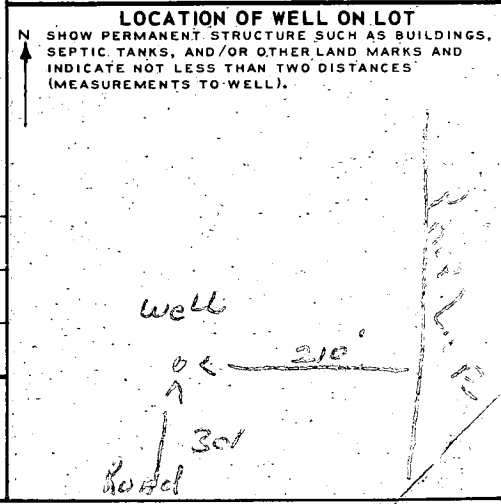 LOCATION OF WELL ON LOT
N SHOW PERMANENT STRUCTURE SUCH AS BUILDINGS,
SEPTIC TANKS, AND/OR OTHER LAND MARKS AND
INDICATE NOT LESS THAN TWO DISTANCES
(MEASUREMENTS TO WELL).
Well
210'
30'
Road